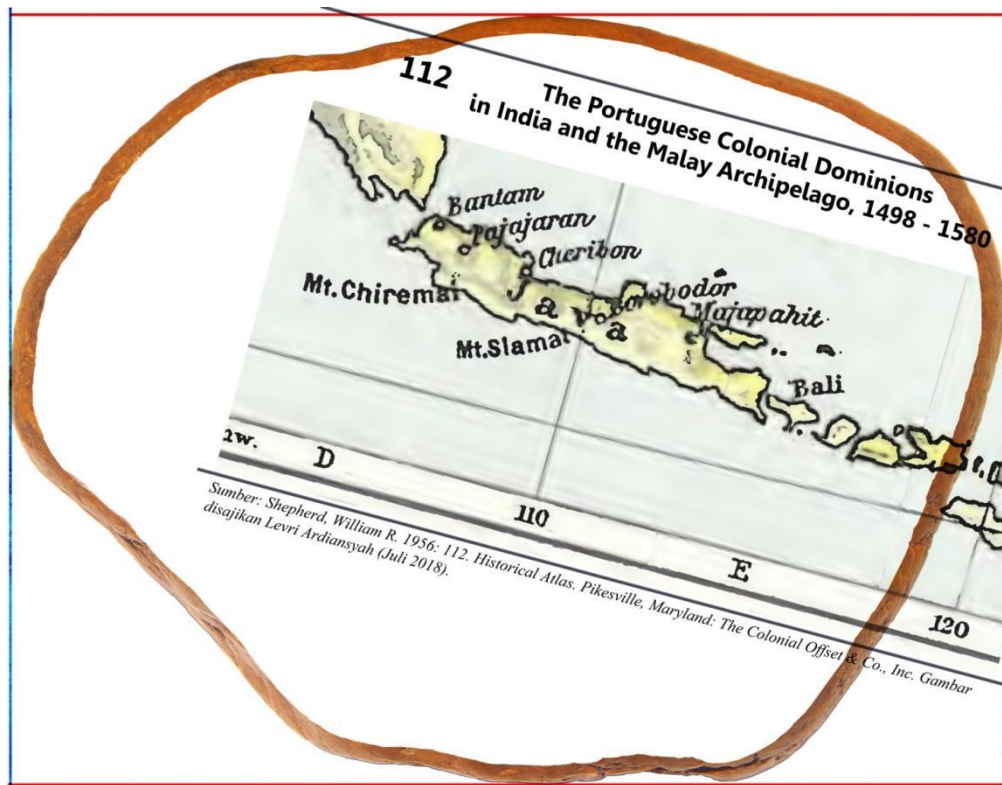 112
The Portuguese Colonial Dominions
in India and the Malay Archipelago, 1498 - 1580
Bantam
Pajajaran
Cheribon
Mt.Chiremai
Borobodor
Majapahit
a v a
Mt.Slamat
Bali
aw.
D
110
E
120
Sumber: Shepherd, William R. 1956: 112. Historical Atlas. Pikesville, Maryland: The Colonial Offset & Co., Inc. Gambar
disajikan Levri Ardiansyah (Juli 2018).